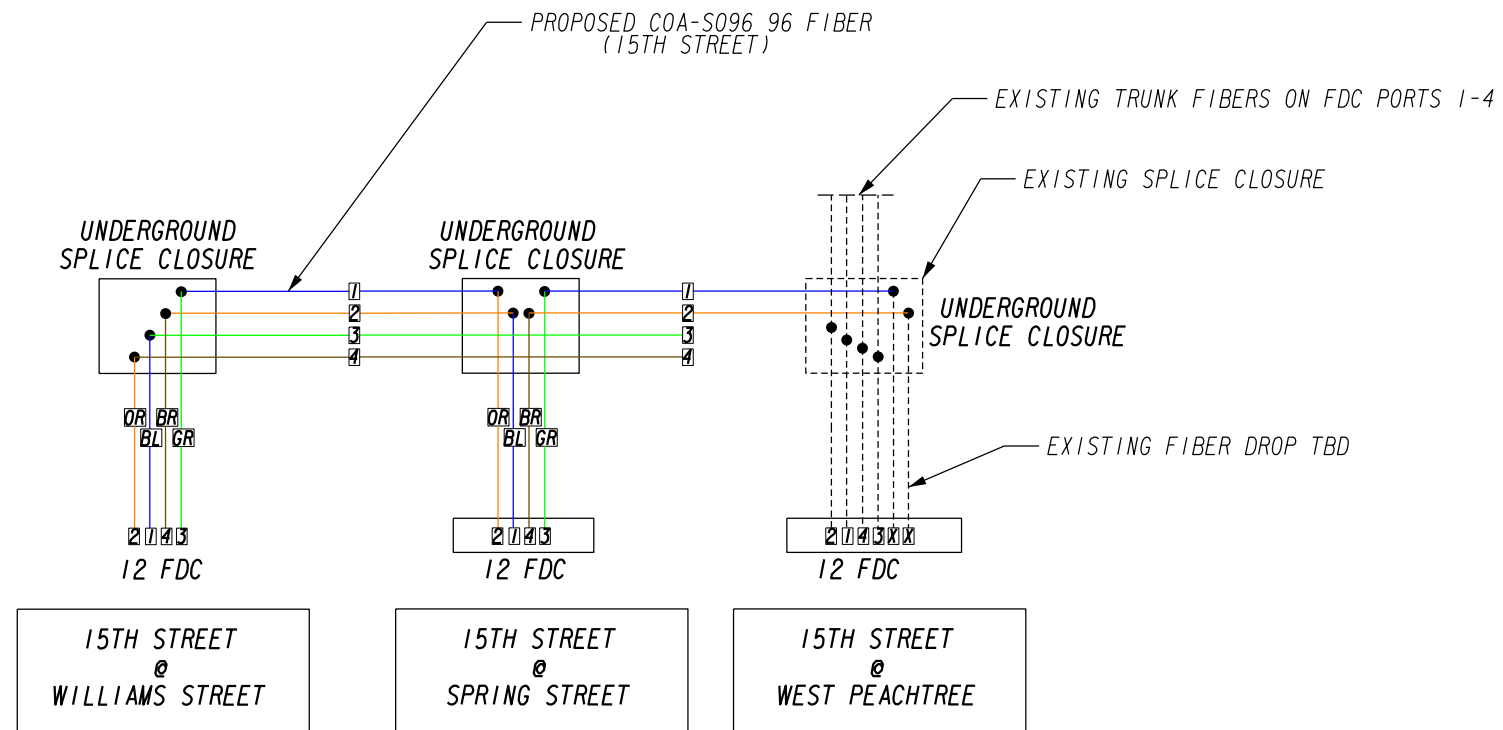 PROPOSED COA-S096 96 FIBER
(15TH STREET)
EXISTING TRUNK FIBERS ON FDC PORTS 1-4
EXISTING SPLICE CLOSURE
UNDERGROUND
SPLICE CLOSURE
UNDERGROUND
SPLICE CLOSURE
UNDERGROUND
SPLICE CLOSURE
1
2
3
4
1
2
3
4
OR
BR
BL
GR
OR
BR
BL
GR
EXISTING FIBER DROP TBD
2 1 4 3
2 1 4 3
2 1 4 3 X X
12 FDC
12 FDC
12 FDC
15TH STREET
@
WILLIAMS STREET
15TH STREET
@
SPRING STREET
15TH STREET
@
WEST PEACHTREE